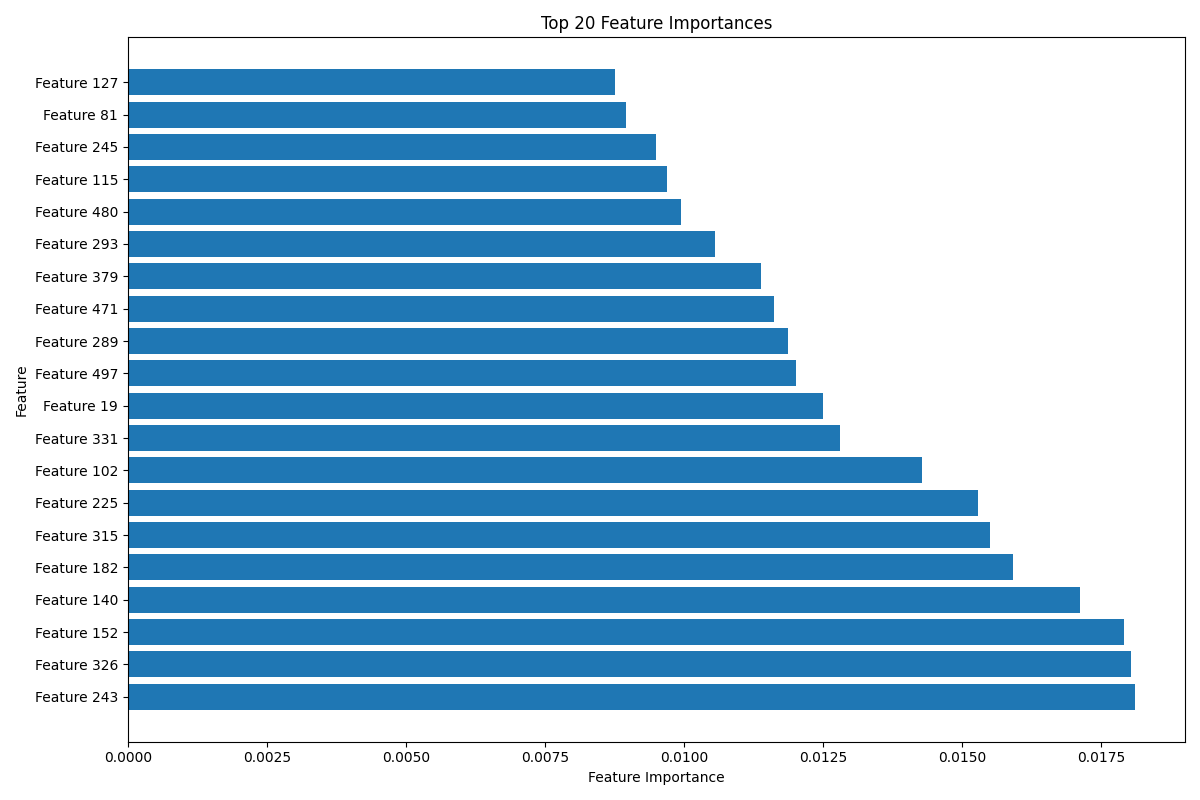 Top 20 Feature Importances
Feature 127
Feature 81
Feature 245
Feature 115
Feature 480
Feature 293
Feature 379
Feature 471
Feature 289
Feature 497
Feature 19
Feature 331
Feature 102
Feature 225
Feature 315
Feature 182
Feature 140
Feature 152
Feature 326
Feature 243
Feature
0.0000 0.0025 0.0050 0.0075 0.0100 0.0125 0.0150 0.0175
Feature Importance